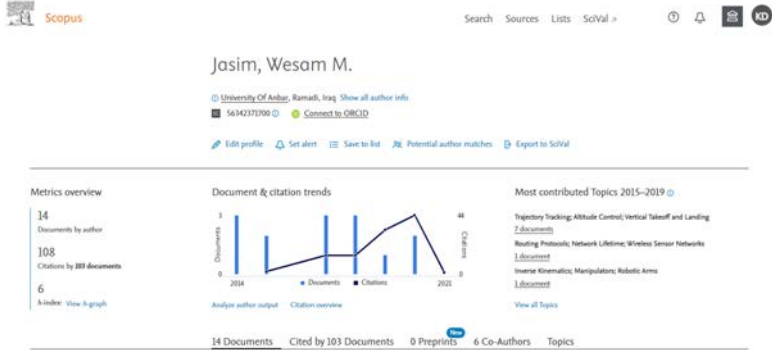 Scopus
Search Sources Lists SciVal ↗
KD
Jasim, Wesam M.
University Of Anbar, Ramadi, Iraq Show all author info
SC 56342371700 Connect to ORCID
Edit profile Set alert Save to list Potential author matches Export to SciVal
Metrics overview
14
Documents by author
108
Citations by 103 documents
6
h-index: View h-graph
Document & citation trends
3
44
Documents
Citations
0
0
2014
2021
Documents Citations
Analyze author output Citation overview
Most contributed Topics 2015–2019
Trajectory Tracking; Altitude Control; Vertical Takeoff and Landing
7 documents
Routing Protocols; Network Lifetime; Wireless Sensor Networks
1 document
Inverse Kinematics; Manipulators; Robotic Arms
1 document
View all Topics
New
14 Documents Cited by 103 Documents 0 Preprints 6 Co-Authors Topics